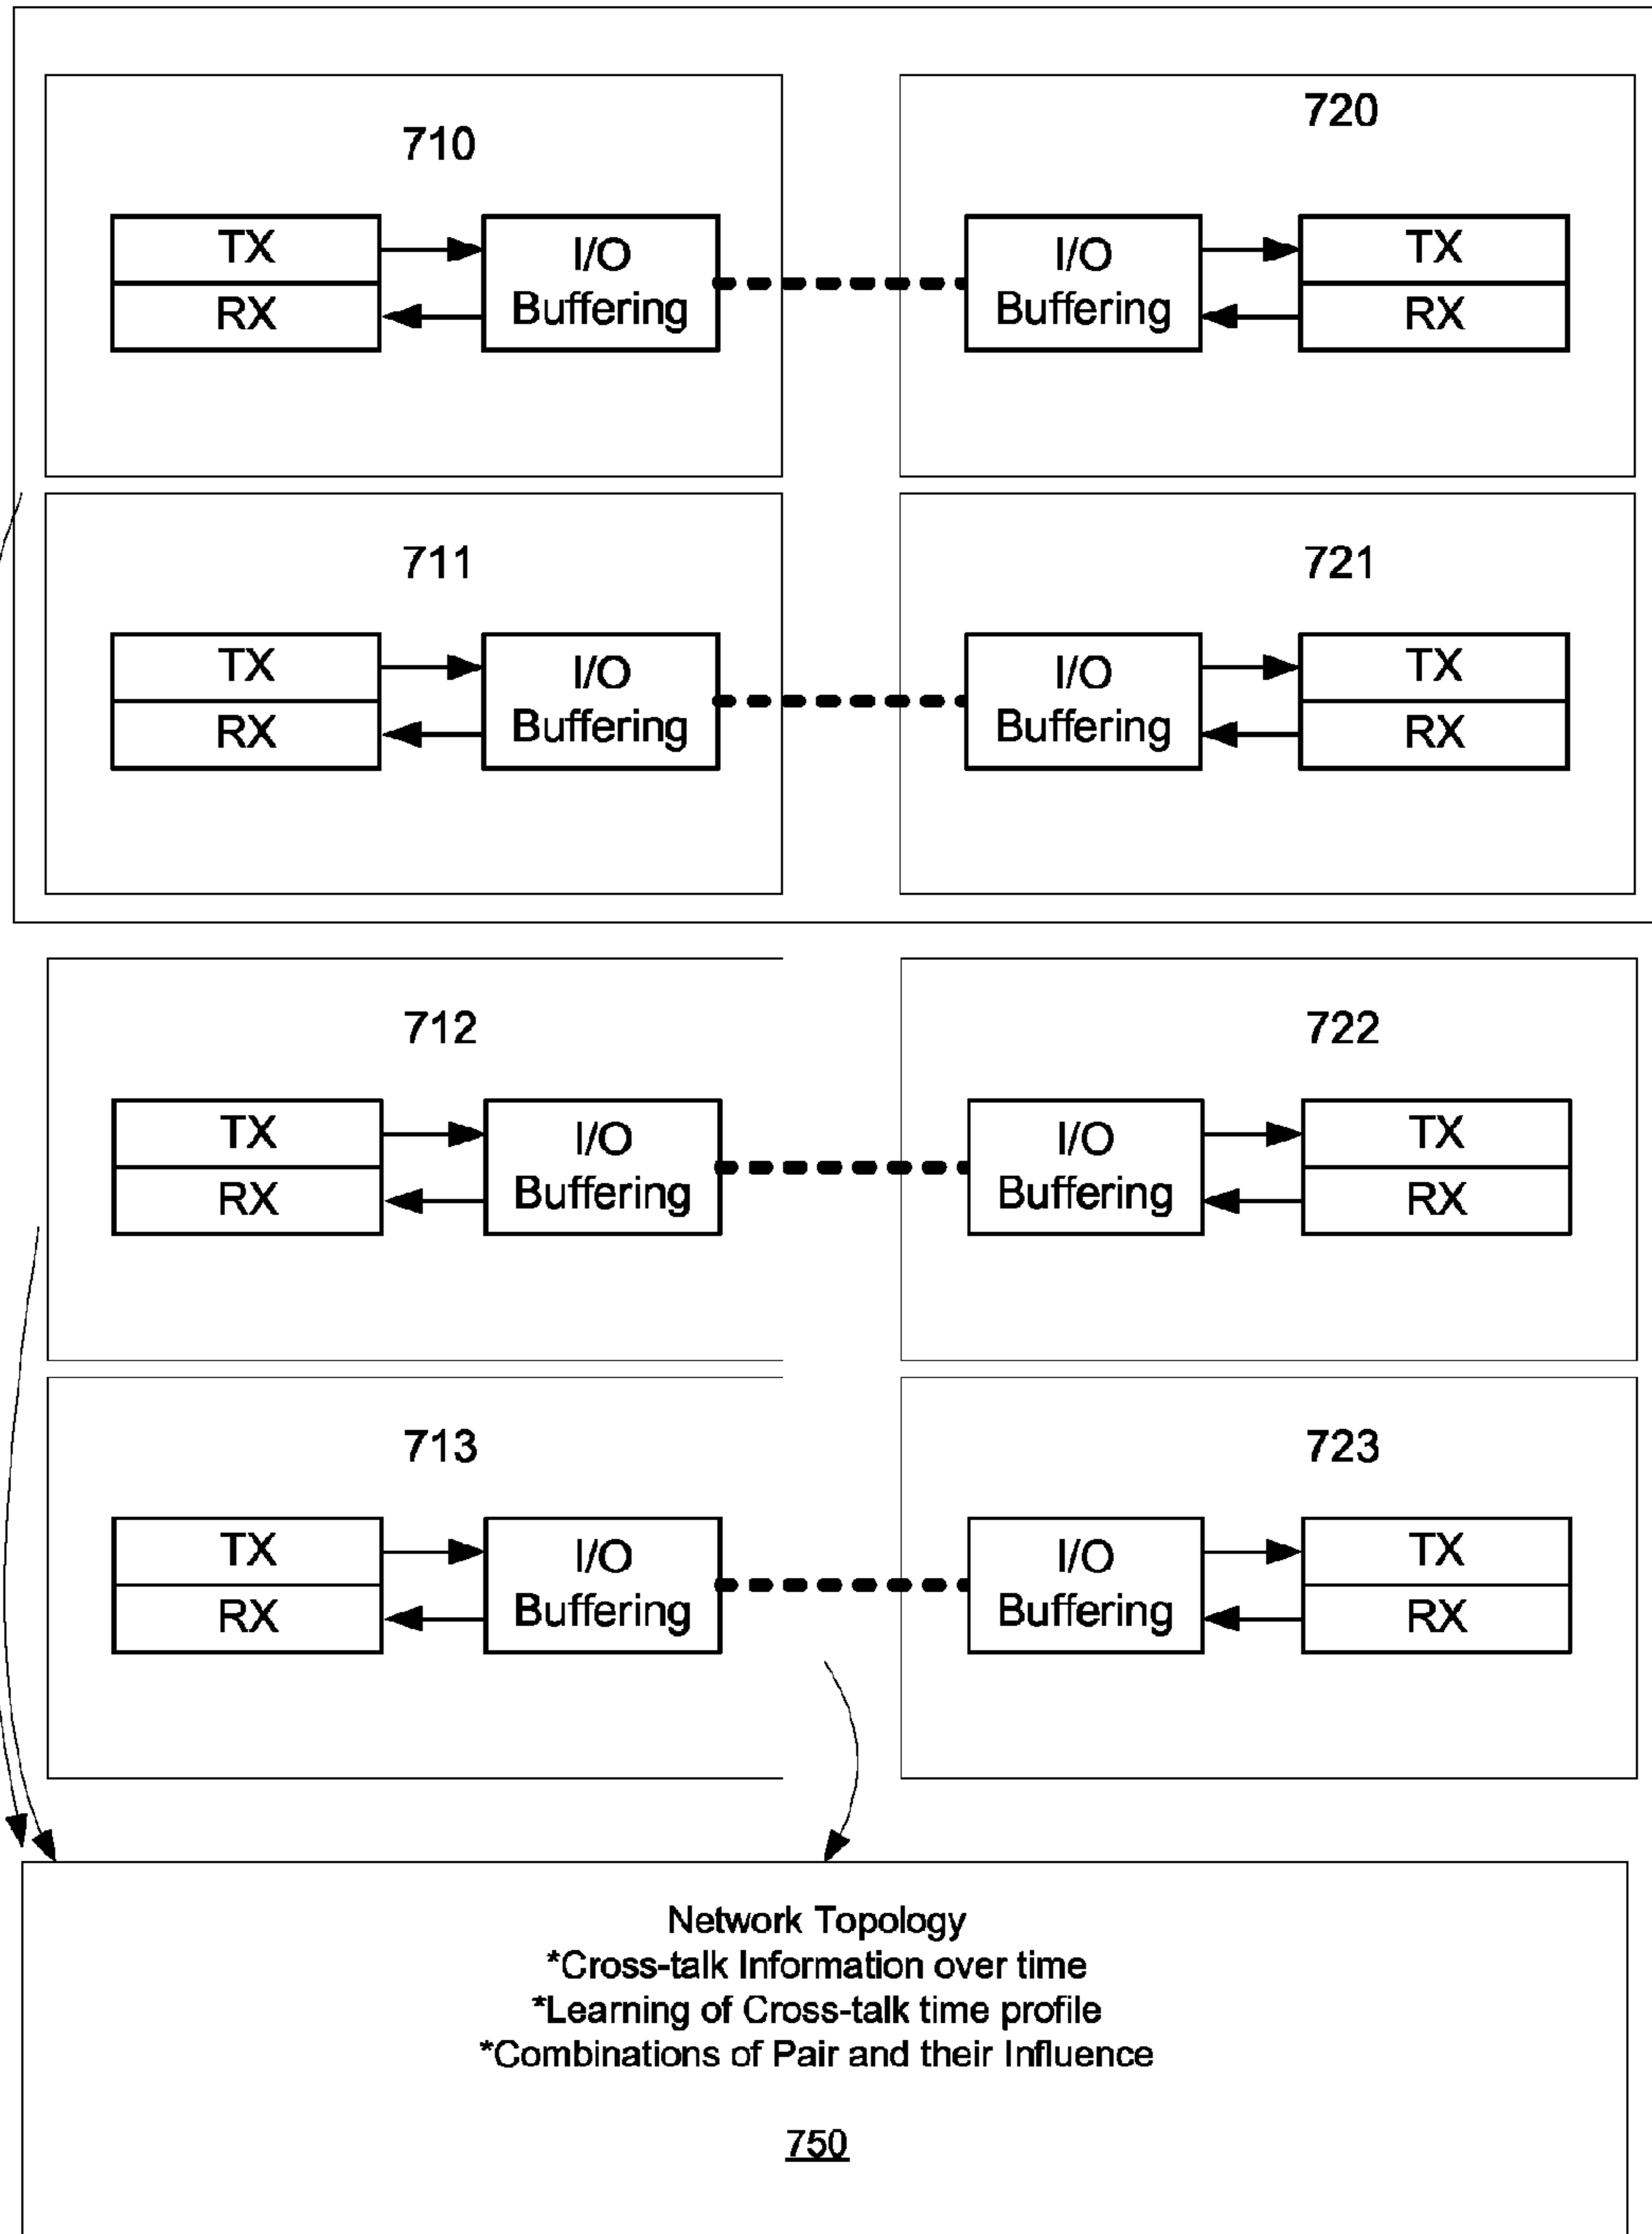 710
TX
RX
I/O
Buffering
720
I/O
Buffering
TX
RX
711
TX
RX
I/O
Buffering
721
I/O
Buffering
TX
RX
712
TX
RX
I/O
Buffering
722
I/O
Buffering
TX
RX
713
TX
RX
I/O
Buffering
723
I/O
Buffering
TX
RX
Network Topology
*Cross-talk Information over time
*Learning of Cross-talk time profile
*Combinations of Pair and their Influence
750